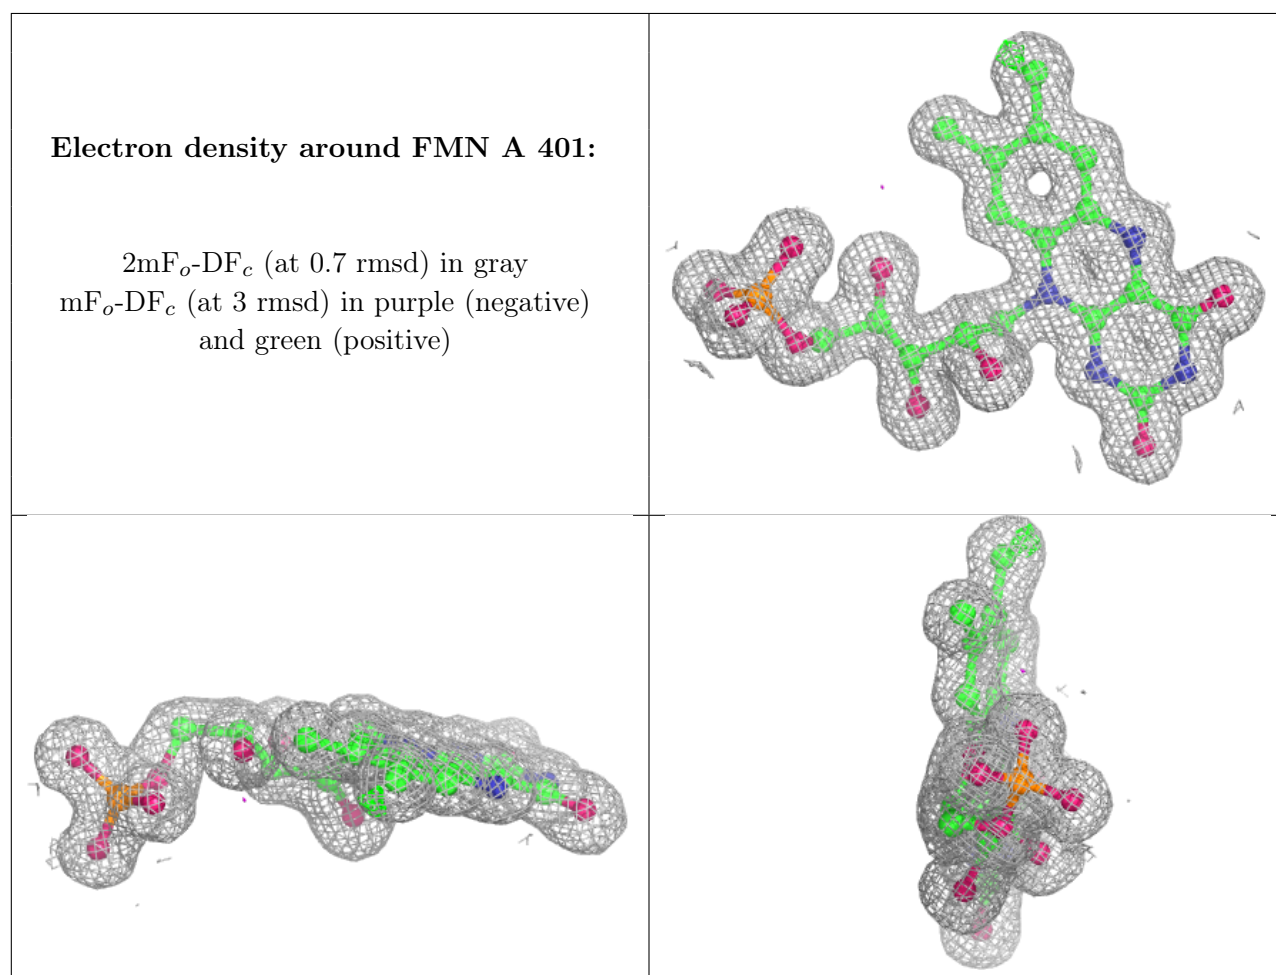 Electron density around FMN A 401:
2mFₒ-DF𝒸 (at 0.7 rmsd) in gray
mFₒ-DF𝒸 (at 3 rmsd) in purple (negative)
and green (positive)